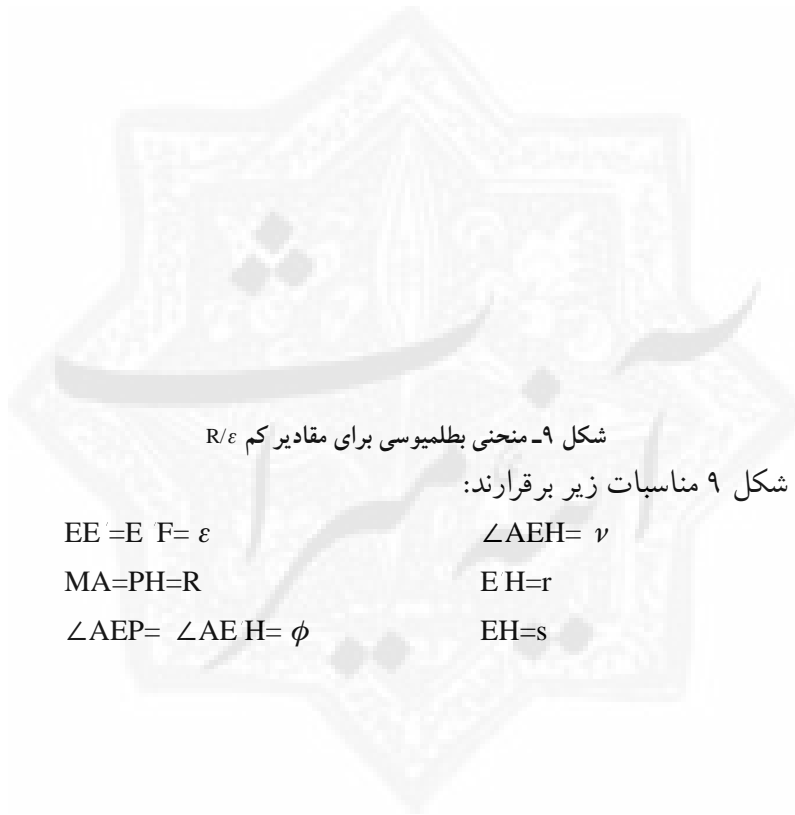 شکل ۹ـ منحنی بطلمیوسی برای مقادیر کم R/ε
شکل ۹ مناسبات زیر برقرارند:
EE′=E′F= ε ∠AEH= ν
MA=PH=R E′H=r
∠AEP= ∠AE′H= ϕ EH=s